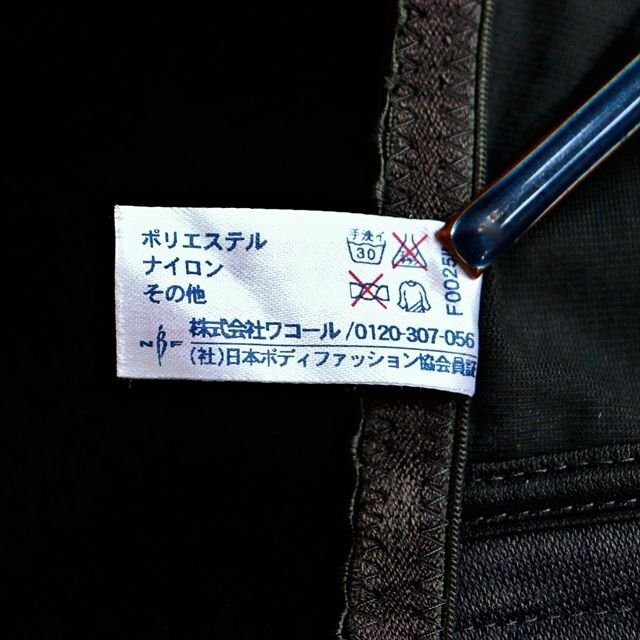 ポリエステル
ナイロン
その他
手洗イ
30
F0025
株式会社ワコール/0120-307-056
(社)日本ボディファッション協会員